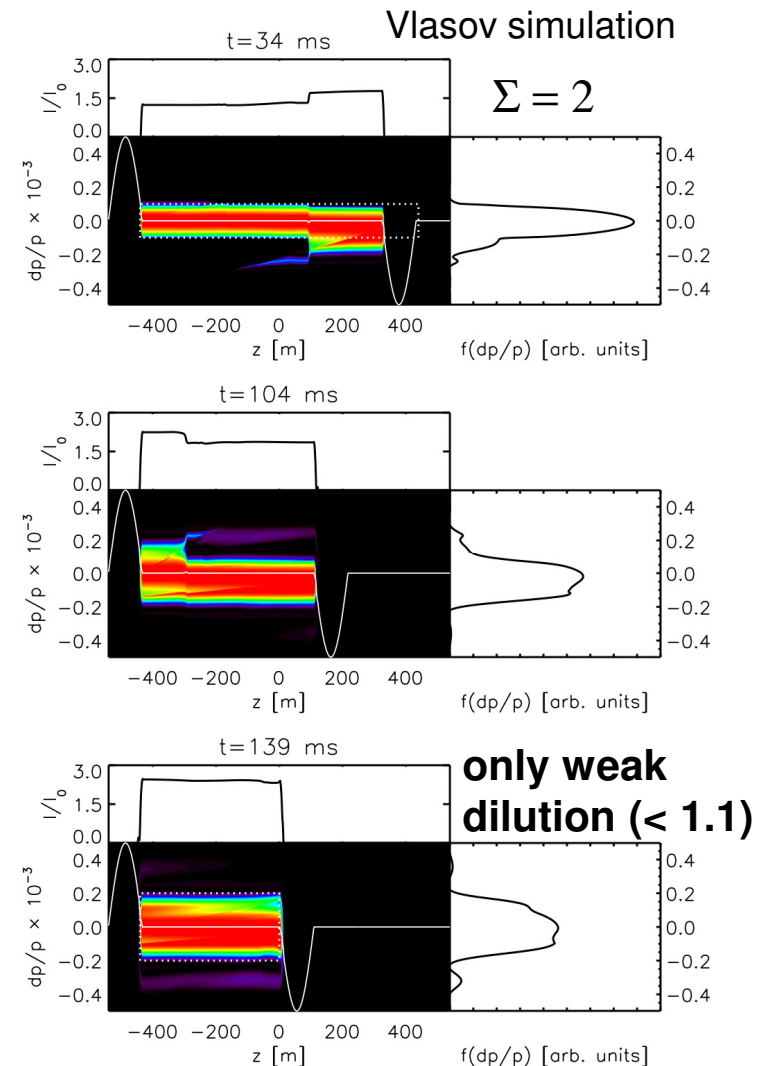 Vlasov simulation
t=34 ms
Σ = 2
I/I₀
3.0
1.5
0.0
dp/p × 10⁻³
0.4
0.2
0.0
−0.2
−0.4
0.4
0.2
0.0
−0.2
−0.4
−400 −200 0 200 400
z [m]
f(dp/p) [arb. units]
t=104 ms
I/I₀
3.0
1.5
0.0
dp/p × 10⁻³
0.4
0.2
0.0
−0.2
−0.4
0.4
0.2
0.0
−0.2
−0.4
−400 −200 0 200 400
z [m]
f(dp/p) [arb. units]
t=139 ms
only weak
dilution (< 1.1)
I/I₀
3.0
1.5
0.0
dp/p × 10⁻³
0.4
0.2
0.0
−0.2
−0.4
0.4
0.2
0.0
−0.2
−0.4
−400 −200 0 200 400
z [m]
f(dp/p) [arb. units]